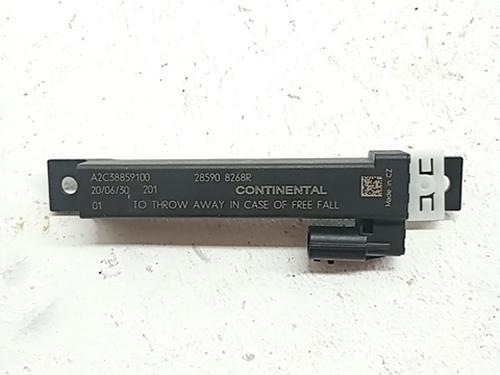 A2C38859100 28590 8268R
20/06/30 201 CONTINENTAL
01 TO THROW AWAY IN CASE OF FREE FALL
Made in CZ